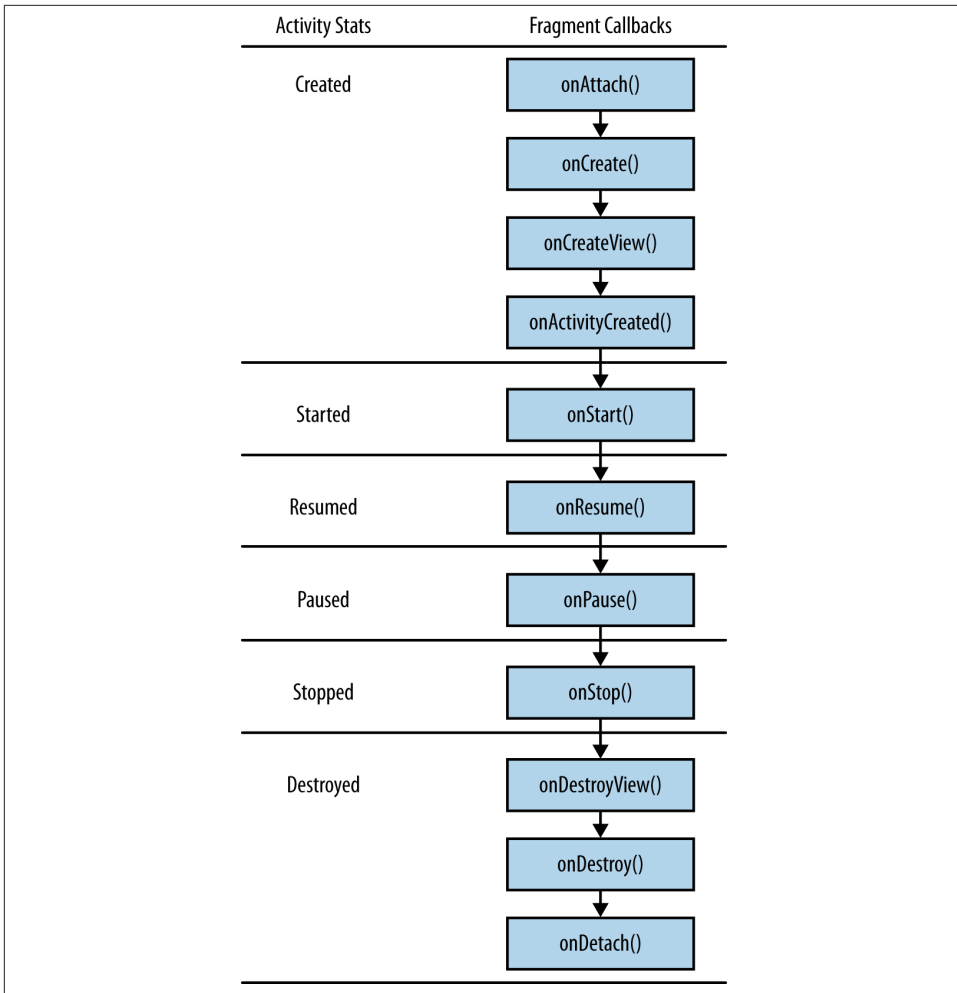 Activity Stats Fragment Callbacks
Created onAttach()
onCreate()
onCreateView()
onActivityCreated()
Started onStart()
Resumed onResume()
Paused onPause()
Stopped onStop()
Destroyed onDestroyView()
onDestroy()
onDetach()